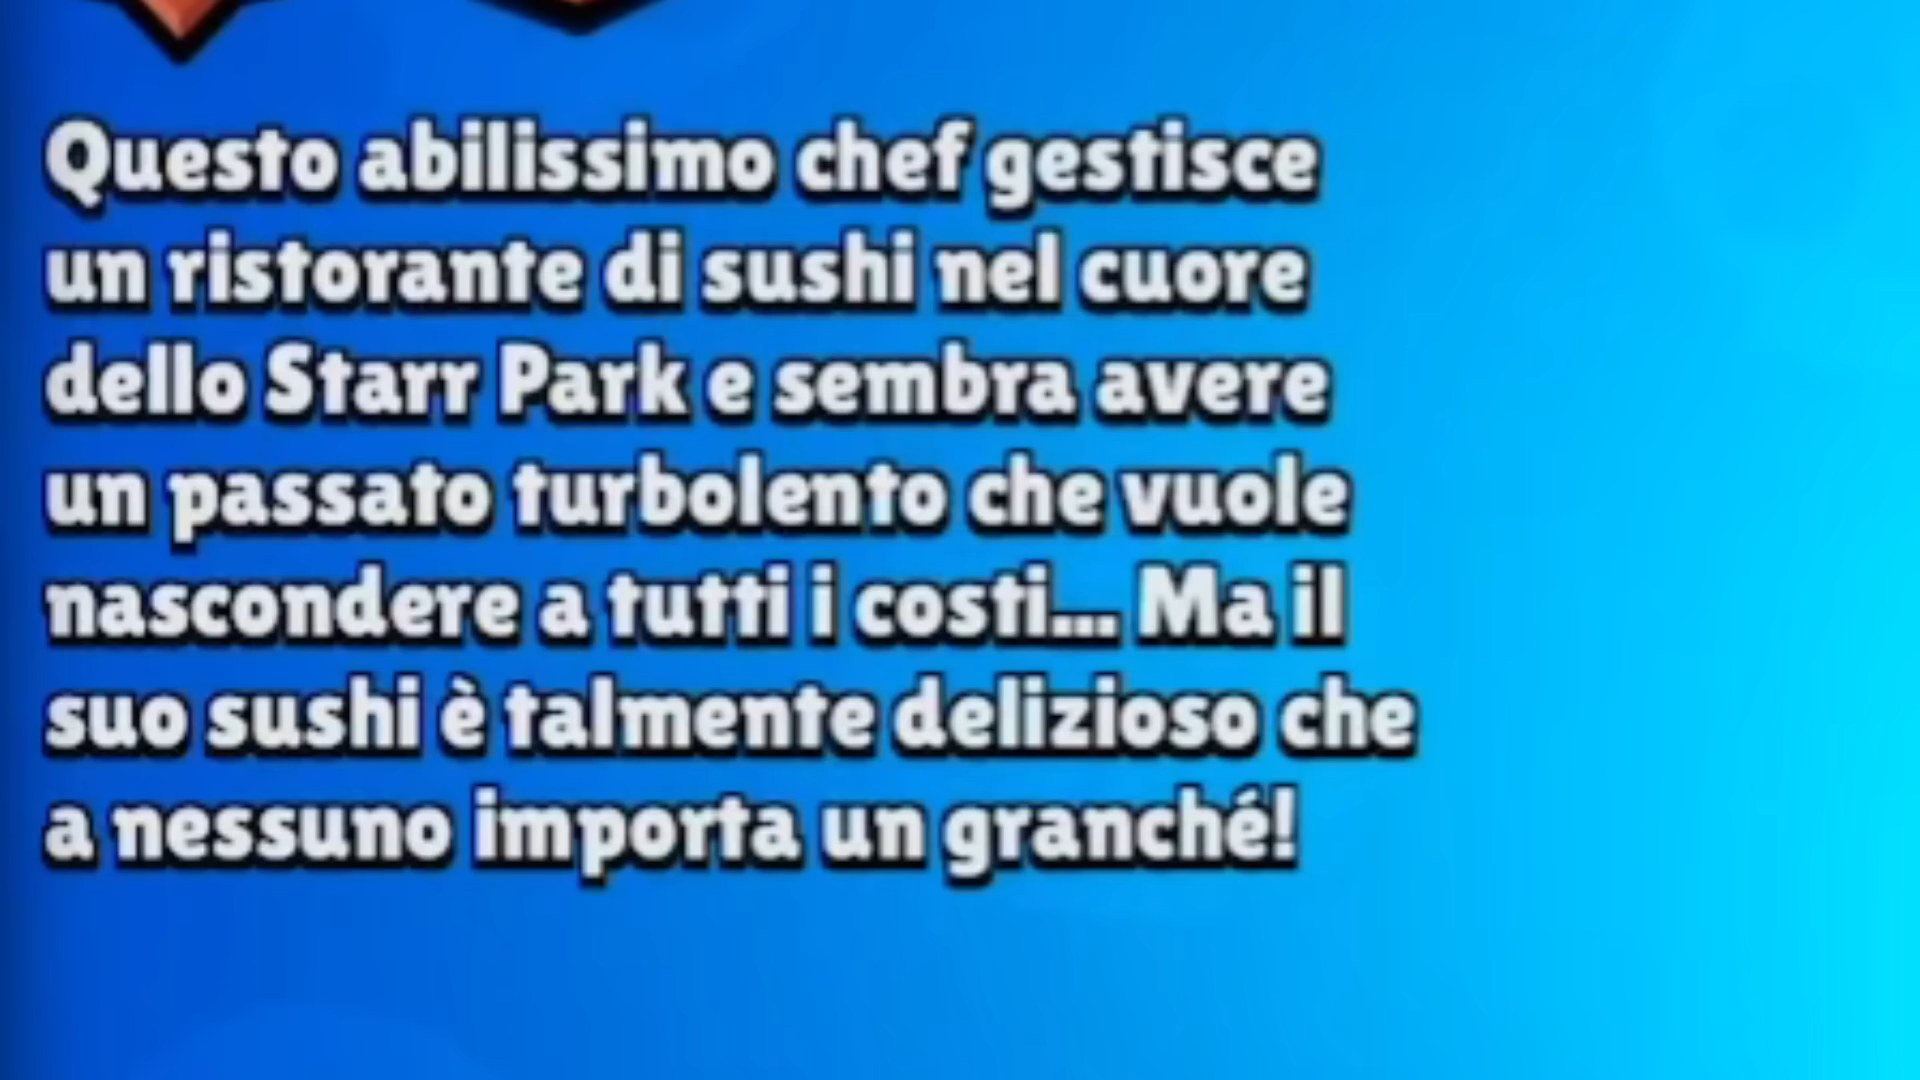 Questo abilissimo chef gestisce
un ristorante di sushi nel cuore
dello Starr Park e sembra avere
un passato turbolento che vuole
nascondere a tutti i costi... Ma il
suo sushi è talmente delizioso che
a nessuno importa un granché!